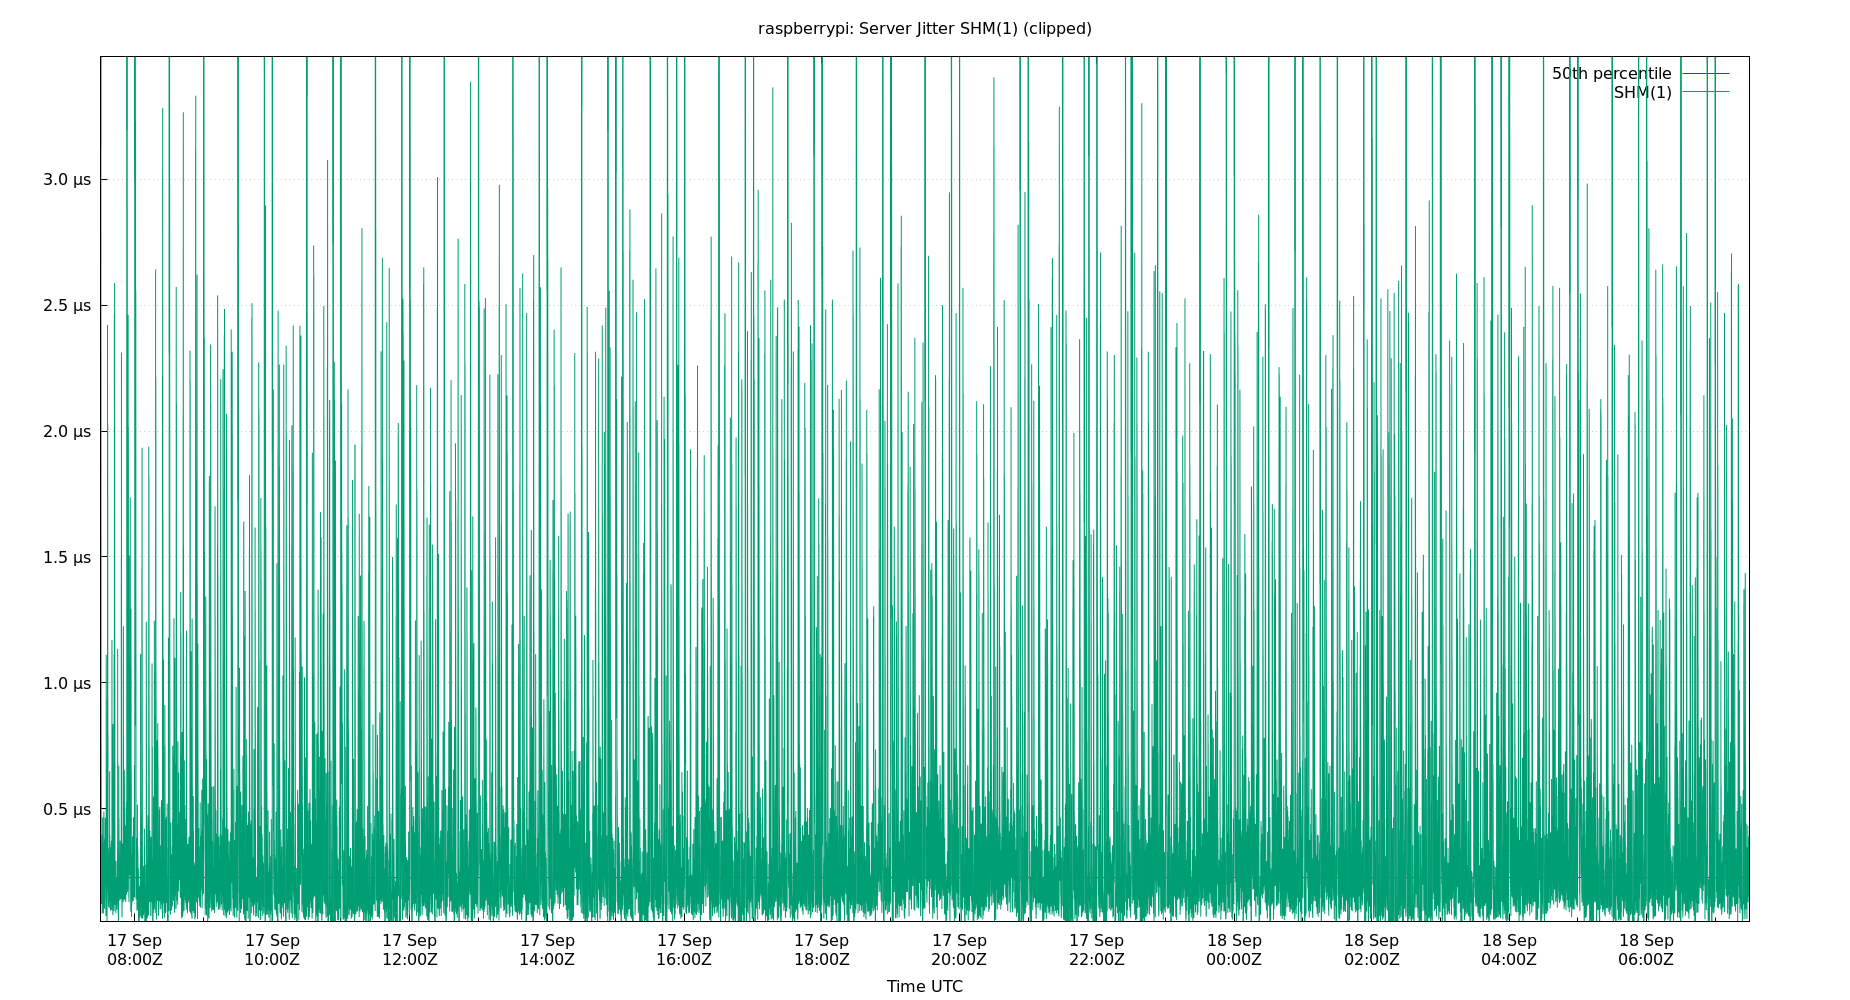 raspberrypi: Server Jitter SHM(1) (clipped)
50th percentile
SHM(1)
3.0 μs
2.5 μs
2.0 μs
1.5 μs
1.0 μs
0.5 μs
17 Sep 17 Sep 17 Sep 17 Sep 17 Sep 17 Sep 17 Sep 17 Sep 18 Sep 18 Sep 18 Sep 18 Sep
08:00Z 10:00Z 12:00Z 14:00Z 16:00Z 18:00Z 20:00Z 22:00Z 00:00Z 02:00Z 04:00Z 06:00Z
Time UTC